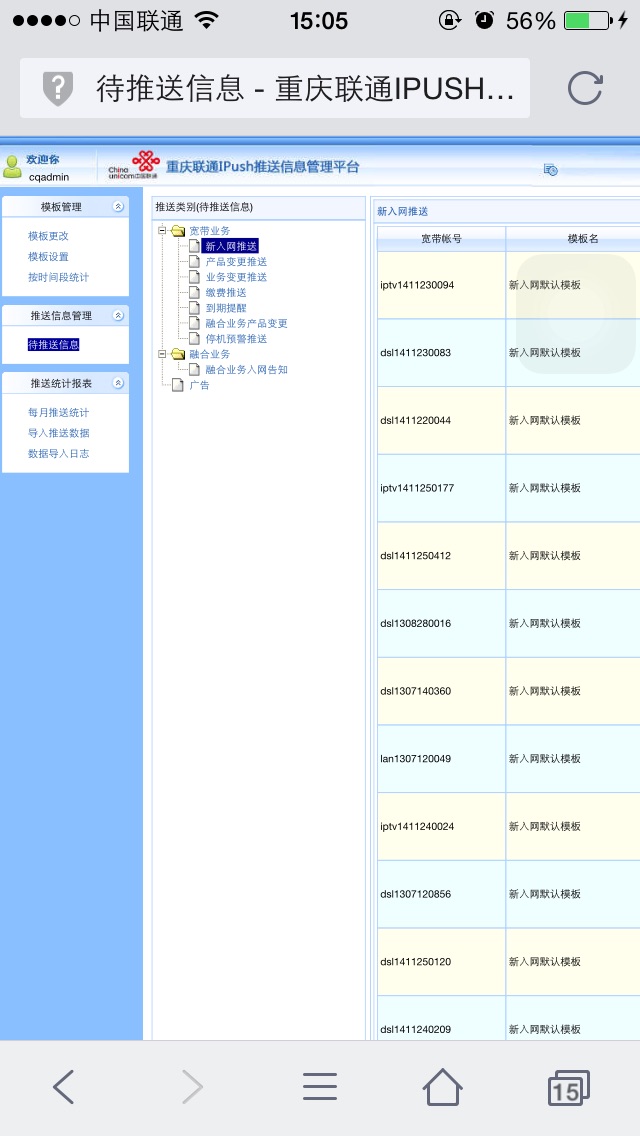 中国联通 15:05 56%
待推送信息 - 重庆联通IPUSH...
欢迎你
cqadmin
China unicom中国联通
重庆联通IPush推送信息管理平台
模板管理
模板更改
模板设置
按时间段统计
推送信息管理
待推送信息
推送统计报表
每月推送统计
导入推送数据
数据导入日志
推送类别(待推送信息)
宽带业务
新入网推送
产品变更推送
业务变更推送
缴费推送
到期提醒
融合业务产品变更
停机预警推送
融合业务
融合业务入网告知
广告
新入网推送
宽带帐号 模板名
iptv1411230094 新入网默认模板
dsl1411230083 新入网默认模板
dsl1411220044 新入网默认模板
iptv1411250177 新入网默认模板
dsl1411250412 新入网默认模板
dsl1308280016 新入网默认模板
dsl1307140360 新入网默认模板
lan1307120049 新入网默认模板
iptv1411240024 新入网默认模板
dsl1307120856 新入网默认模板
dsl1411250120 新入网默认模板
dsl1411240209 新入网默认模板
15